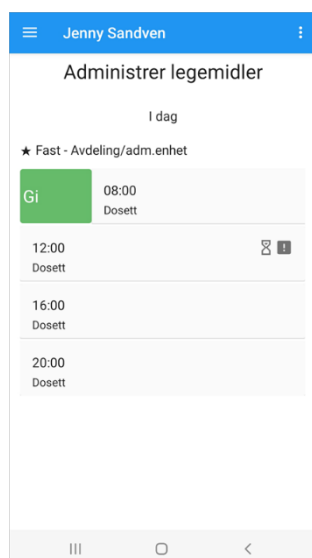 Jenny Sandven
Administrer legemidler
I dag
★ Fast - Avdeling/adm.enhet
Gi
08:00
Dosett
12:00
Dosett
16:00
Dosett
20:00
Dosett